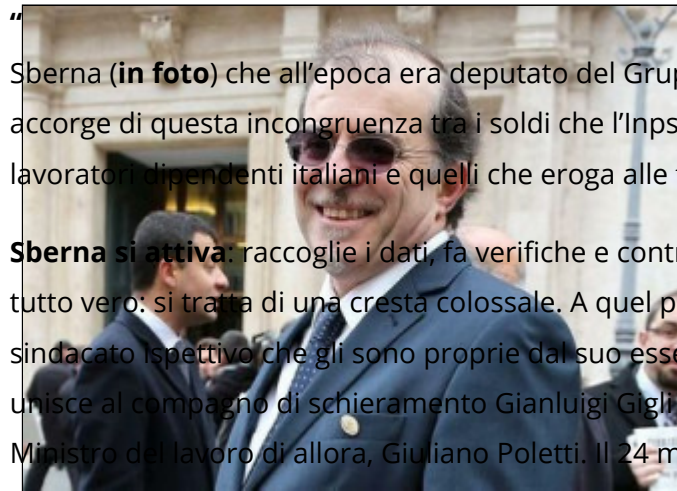 “
Sberna (in foto) che all’epoca era deputato del Gru
accorge di questa incongruenza tra i soldi che l’Inps
lavoratori dipendenti italiani e quelli che eroga alle
Sberna si attiva: raccoglie i dati, fa verifiche e contr
tutto vero: si tratta di una cresta colossale. A quel p
sindacato ispettivo che gli sono proprie dal suo esse
unisce al compagno di schieramento Gianluigi Gigli
Ministro del lavoro di allora, Giuliano Poletti. Il 24 m